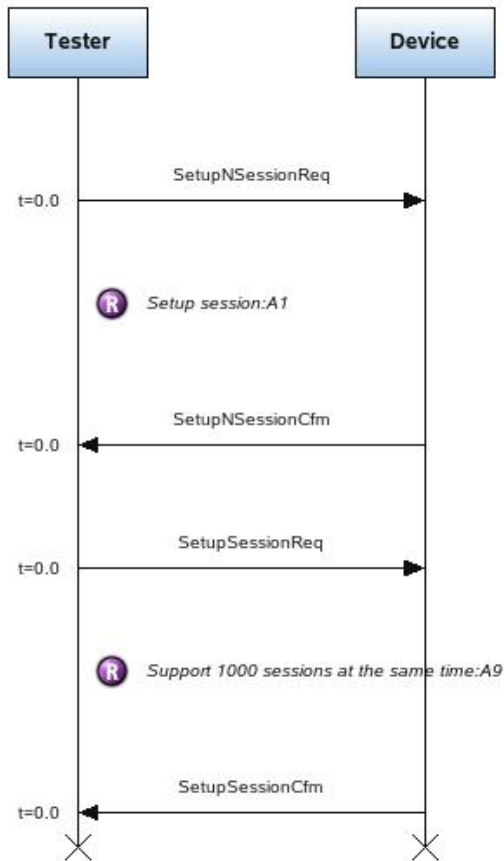 Tester Device
SetupNSessionReq
t=0.0
R Setup session:A1
SetupNSessionCfm
t=0.0
SetupSessionReq
t=0.0
R Support 1000 sessions at the same time:A9
SetupSessionCfm
t=0.0